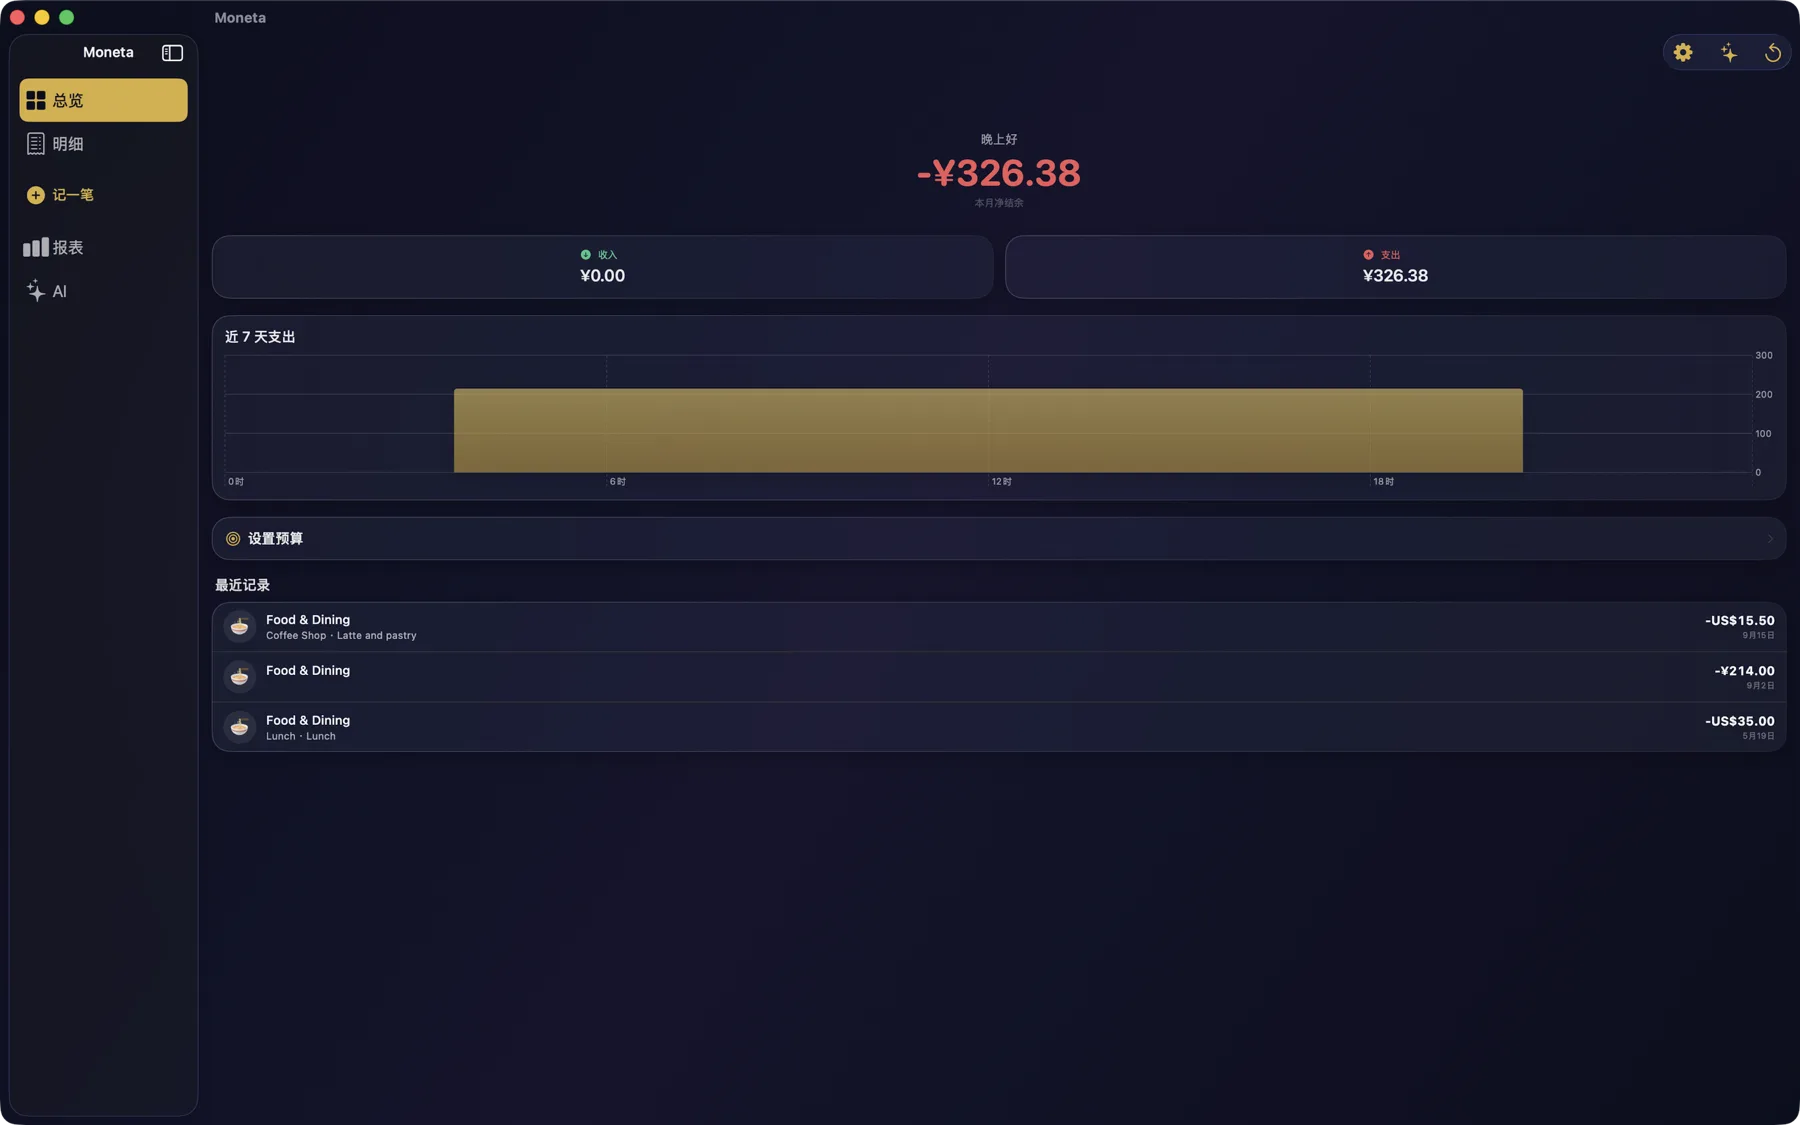 Moneta
Moneta
总览
明细
记一笔
报表
AI
晚上好
-¥326.38
本月净结余
收入
¥0.00
支出
¥326.38
近 7 天支出
300
200
100
0
0时
6时
12时
18时
设置预算
最近记录
Food & Dining
Coffee Shop · Latte and pastry
-US$15.50
9月15日
Food & Dining
-¥214.00
9月2日
Food & Dining
Lunch · Lunch
-US$35.00
5月19日